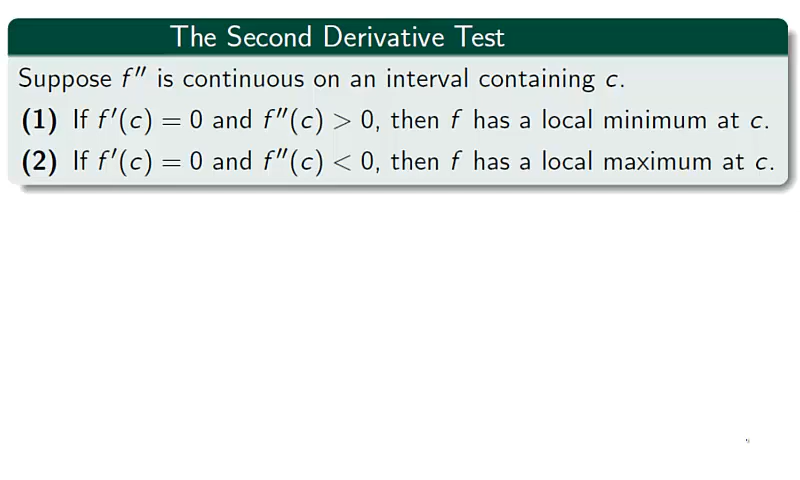 The Second Derivative Test
Suppose f″ is continuous on an interval containing c.
(1) If f′(c) = 0 and f″(c) > 0, then f has a local minimum at c.
(2) If f′(c) = 0 and f″(c) < 0, then f has a local maximum at c.